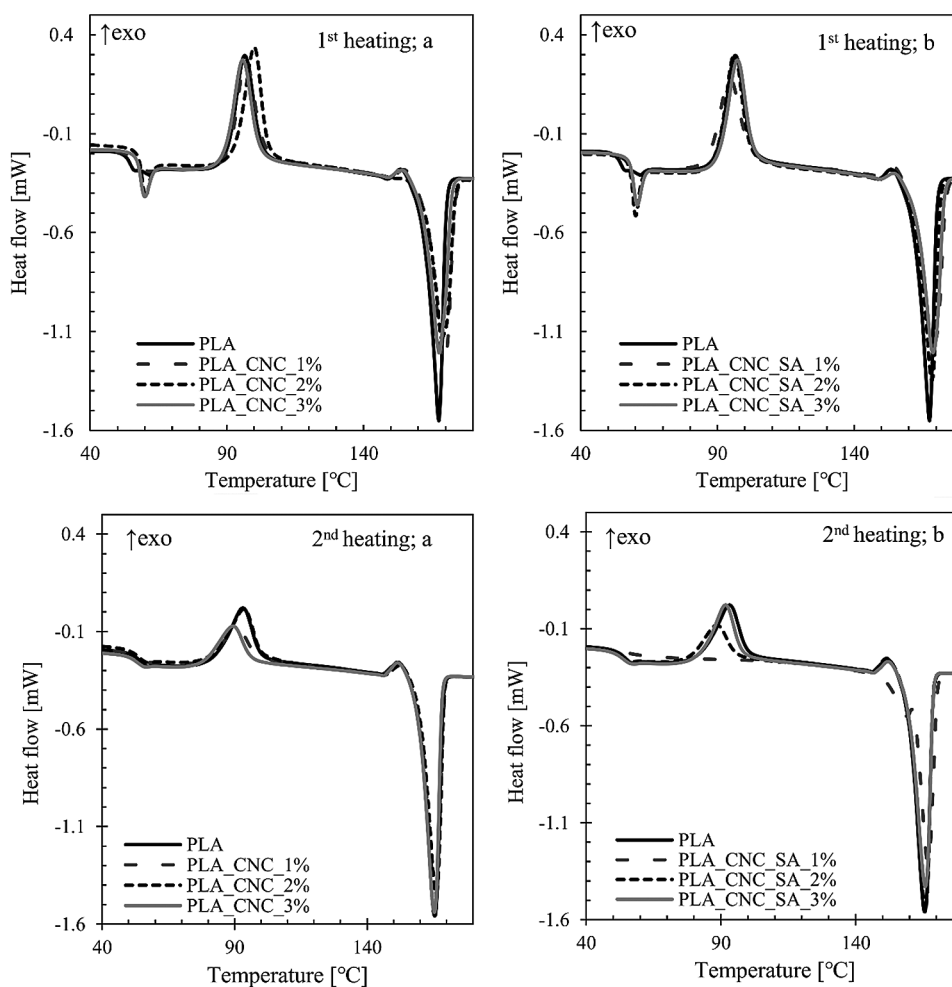 ↑exo
1st heating; a
0.4
-0.1
-0.6
-1.1
-1.6
Heat flow [mW]
PLA
PLA_CNC_1%
PLA_CNC_2%
PLA_CNC_3%
40
90
140
Temperature [°C]
↑exo
1st heating; b
0.4
-0.1
-0.6
-1.1
-1.6
Heat flow [mW]
PLA
PLA_CNC_SA_1%
PLA_CNC_SA_2%
PLA_CNC_SA_3%
40
90
140
Temperature [°C]
↑exo
2nd heating; a
0.4
-0.1
-0.6
-1.1
-1.6
Heat flow [mW]
PLA
PLA_CNC_1%
PLA_CNC_2%
PLA_CNC_3%
40
90
140
Temperature [°C]
↑exo
2nd heating; b
0.4
-0.1
-0.6
-1.1
-1.6
Heat flow [mW]
PLA
PLA_CNC_SA_1%
PLA_CNC_SA_2%
PLA_CNC_SA_3%
40
90
140
Temperature [°C]